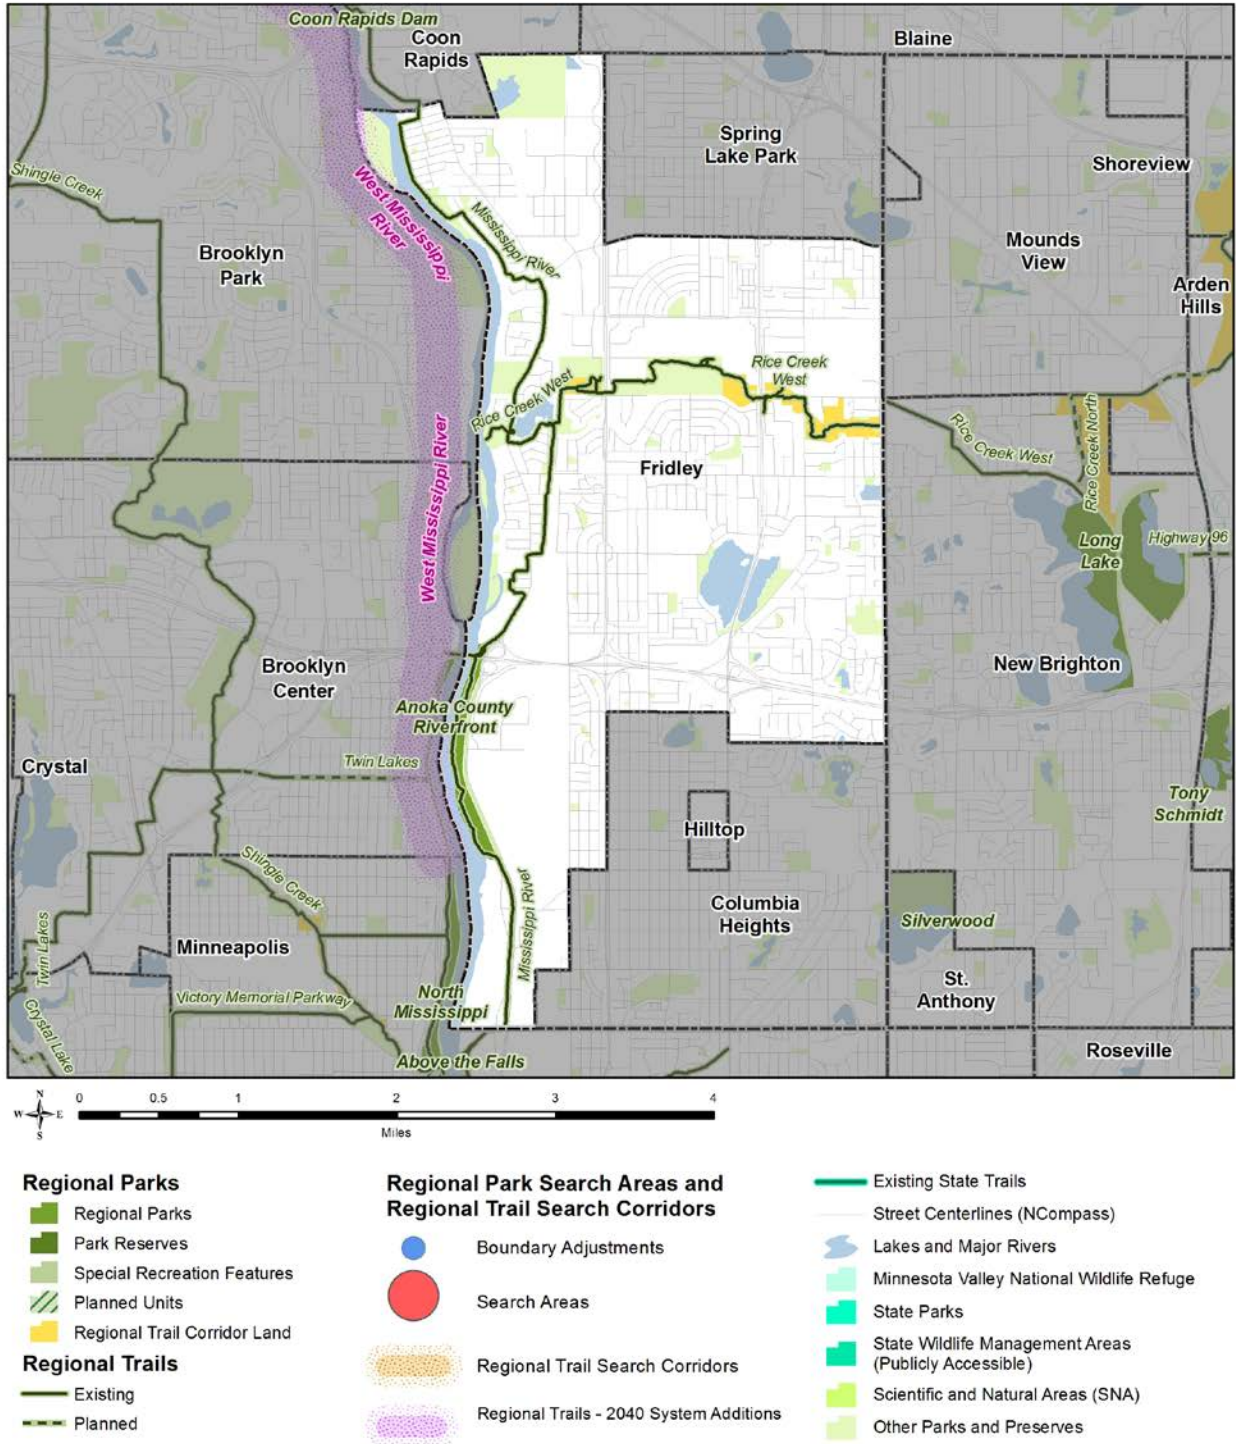 Coon Rapids Dam
Coon
Rapids
Blaine
Spring
Lake Park
Shoreview
Shingle Creek
West Mississippi
River
Mississippi River
Brooklyn
Park
Mounds
View
Arden
Hills
Rice Creek
West
Rice Creek West
Rice Creek West
Rice Creek North
West Mississippi River
Fridley
Long
Lake
Highway 96
Brooklyn
Center
New Brighton
Anoka County
Riverfront
Twin Lakes
Crystal
Tony
Schmidt
Hilltop
Shingle Creek
Mississippi River
Columbia
Heights
Silverwood
Twin Lakes
Minneapolis
Victory Memorial Parkway
North
Mississippi
St.
Anthony
Crystal Lake
Above the Falls
Roseville
N
W E
S
0 0.5 1 2 3 4
Miles
Regional Parks
Regional Parks
Park Reserves
Special Recreation Features
Planned Units
Regional Trail Corridor Land
Regional Trails
Existing
Planned
Regional Park Search Areas and
Regional Trail Search Corridors
Boundary Adjustments
Search Areas
Regional Trail Search Corridors
Regional Trails - 2040 System Additions
Existing State Trails
Street Centerlines (NCompass)
Lakes and Major Rivers
Minnesota Valley National Wildlife Refuge
State Parks
State Wildlife Management Areas
(Publicly Accessible)
Scientific and Natural Areas (SNA)
Other Parks and Preserves